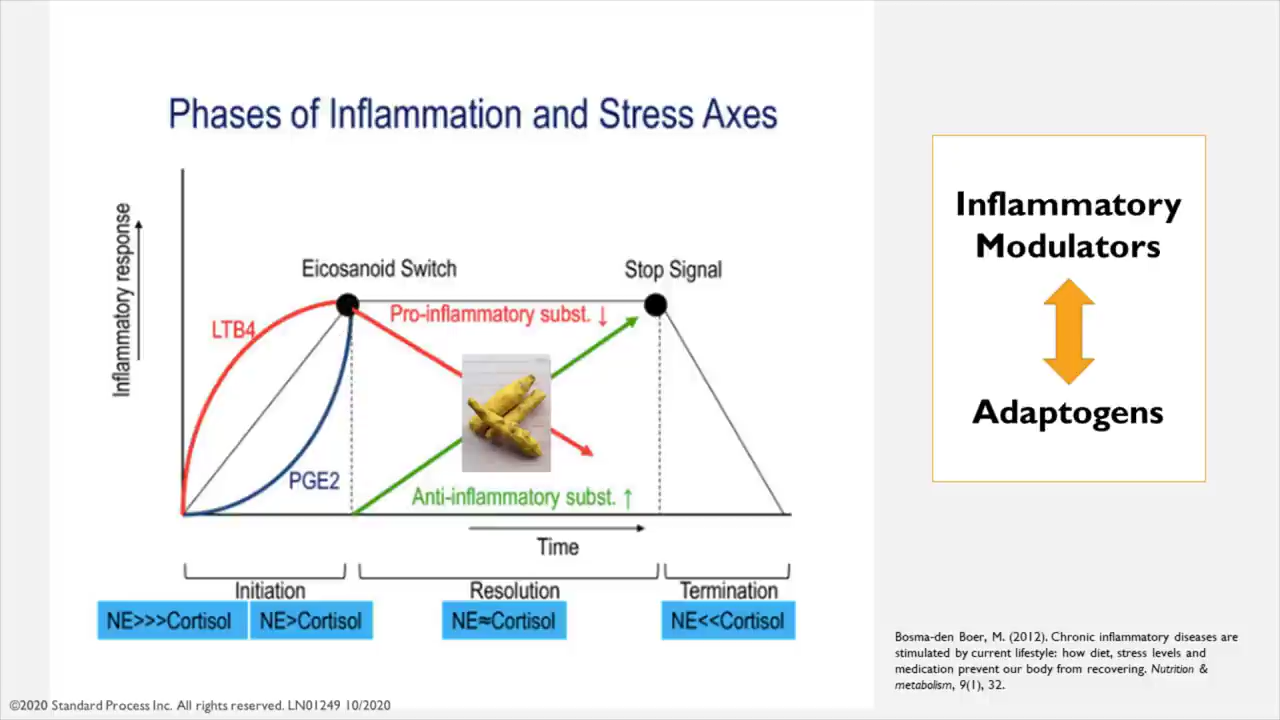 Phases of Inflammation and Stress Axes
Inflammatory response
Eicosanoid Switch
Stop Signal
Pro-inflammatory subst. ↓
LTB4
PGE2
Anti-inflammatory subst. ↑
Time
Initiation
Resolution
Termination
NE>>>Cortisol
NE>Cortisol
NE≈Cortisol
NE<<Cortisol
Inflammatory
Modulators
Adaptogens
Bosma-den Boer, M. (2012). Chronic inflammatory diseases are
stimulated by current lifestyle: how diet, stress levels and
medication prevent our body from recovering. Nutrition &
metabolism, 9(1), 32.
©2020 Standard Process Inc. All rights reserved. LN01249 10/2020